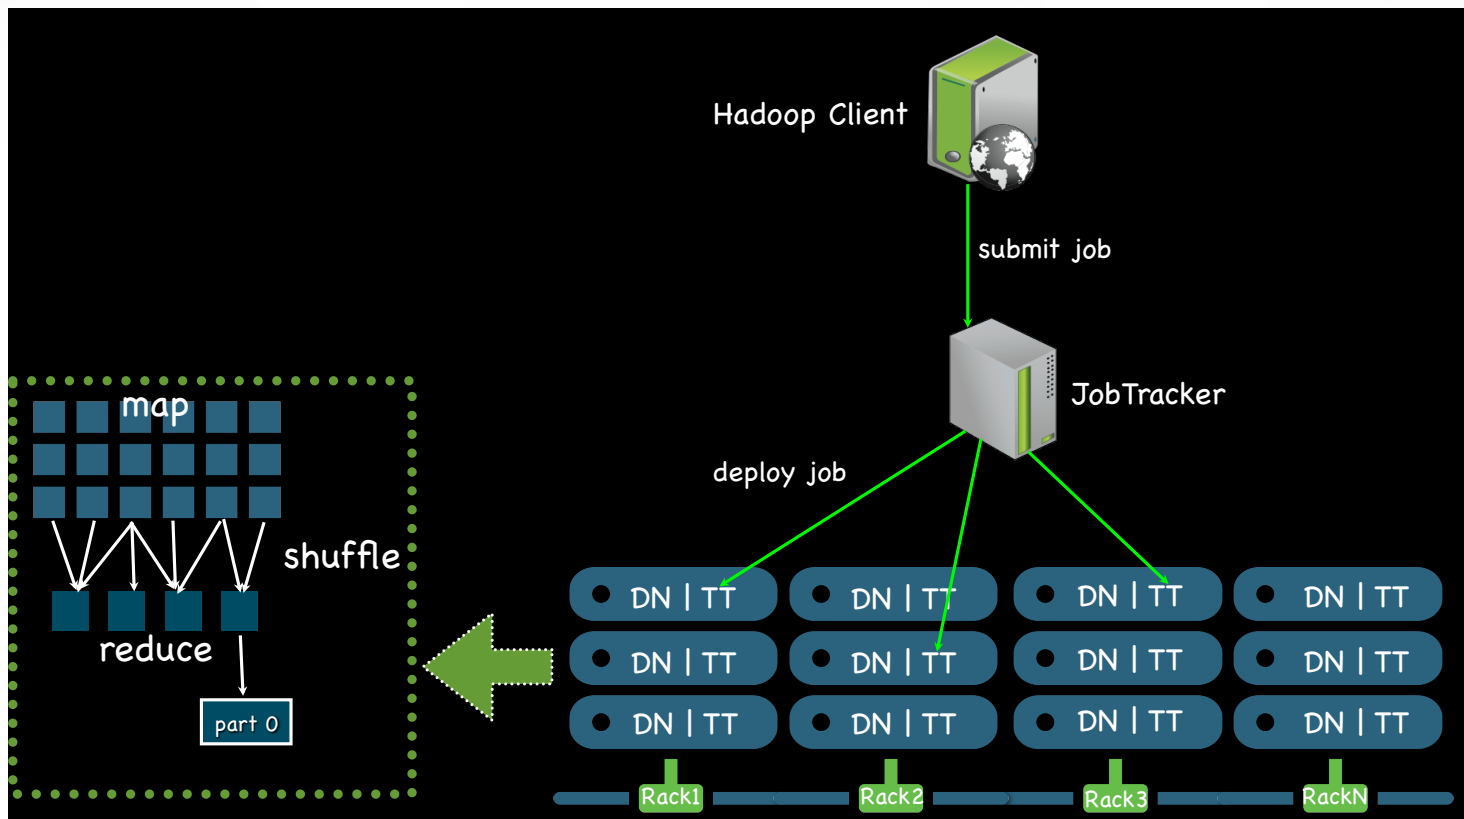 Hadoop Client
submit job
JobTracker
deploy job
map
shuffle
reduce
part 0
DN | TT
DN | TT
DN | TT
DN | TT
DN | TT
DN | TT
DN | TT
DN | TT
DN | TT
DN | TT
DN | TT
DN | TT
Rack1
Rack2
Rack3
RackN